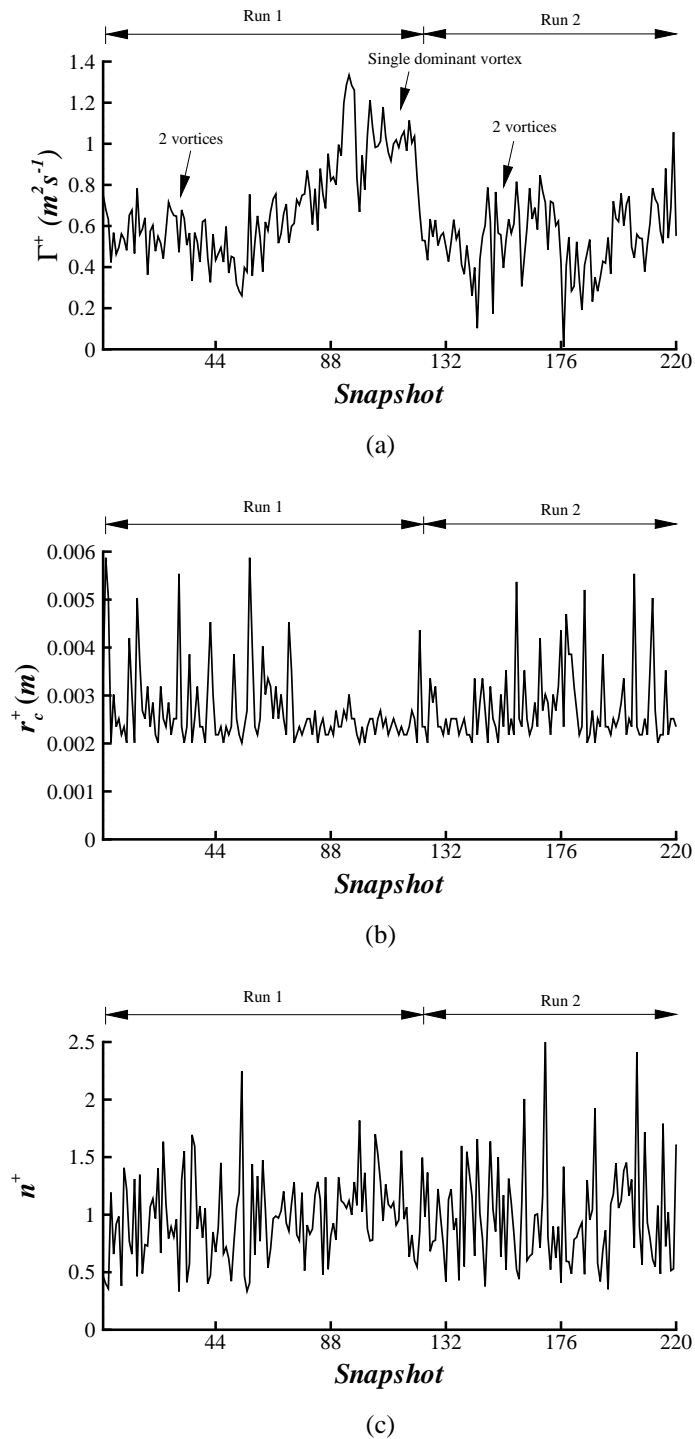 Run 1
Run 2
Single dominant vortex
2 vortices
2 vortices
Γ+ (m2s-1)
1.4
1.2
1
0.8
0.6
0.4
0.2
0
44
88
132
176
220
Snapshot
(a)
Run 1
Run 2
rc+ (m)
0.006
0.005
0.004
0.003
0.002
0.001
0
44
88
132
176
220
Snapshot
(b)
Run 1
Run 2
n+
2.5
2
1.5
1
0.5
0
44
88
132
176
220
Snapshot
(c)